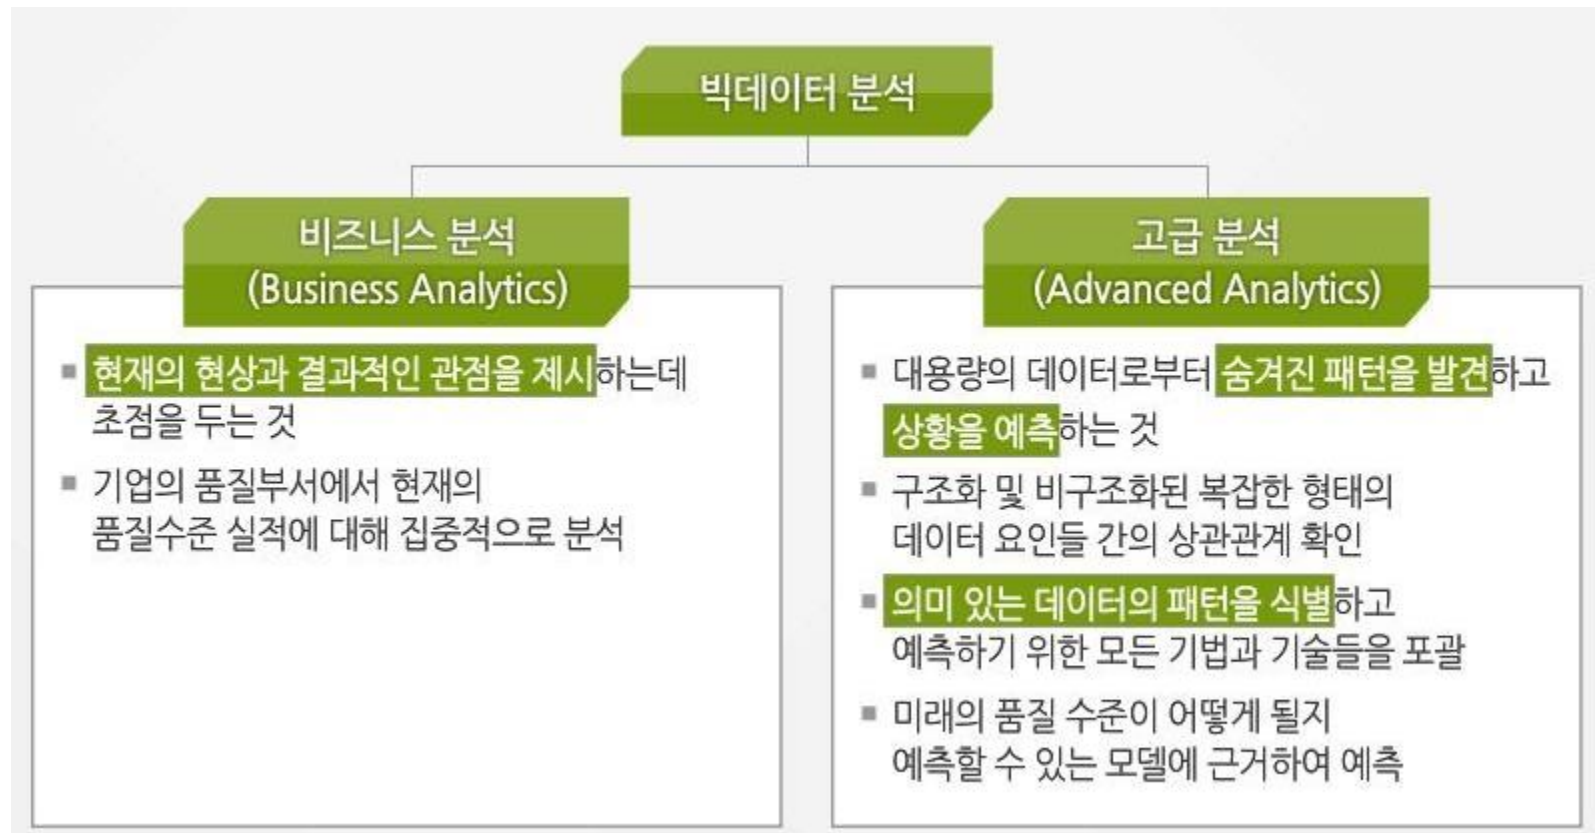 빅데이터 분석
비즈니스 분석
(Business Analytics)
현재의 현상과 결과적인 관점을 제시하는데
초점을 두는 것
기업의 품질부서에서 현재의
품질수준 실적에 대해 집중적으로 분석
고급 분석
(Advanced Analytics)
대용량의 데이터로부터 숨겨진 패턴을 발견하고
상황을 예측하는 것
구조화 및 비구조화된 복잡한 형태의
데이터 요인들 간의 상관관계 확인
의미 있는 데이터의 패턴을 식별하고
예측하기 위한 모든 기법과 기술들을 포괄
미래의 품질 수준이 어떻게 될지
예측할 수 있는 모델에 근거하여 예측